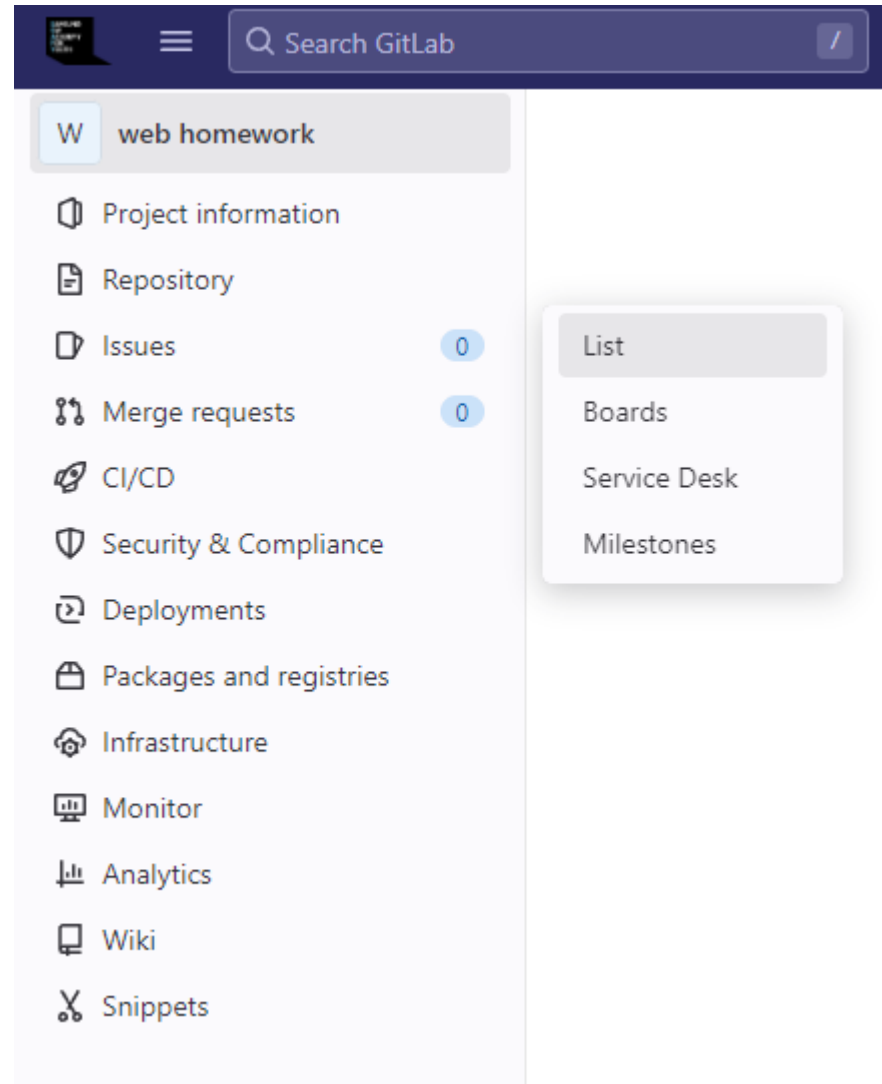 Search GitLab /
W web homework
Project information
Repository
Issues 0
Merge requests 0
CI/CD
Security & Compliance
Deployments
Packages and registries
Infrastructure
Monitor
Analytics
Wiki
Snippets
List
Boards
Service Desk
Milestones